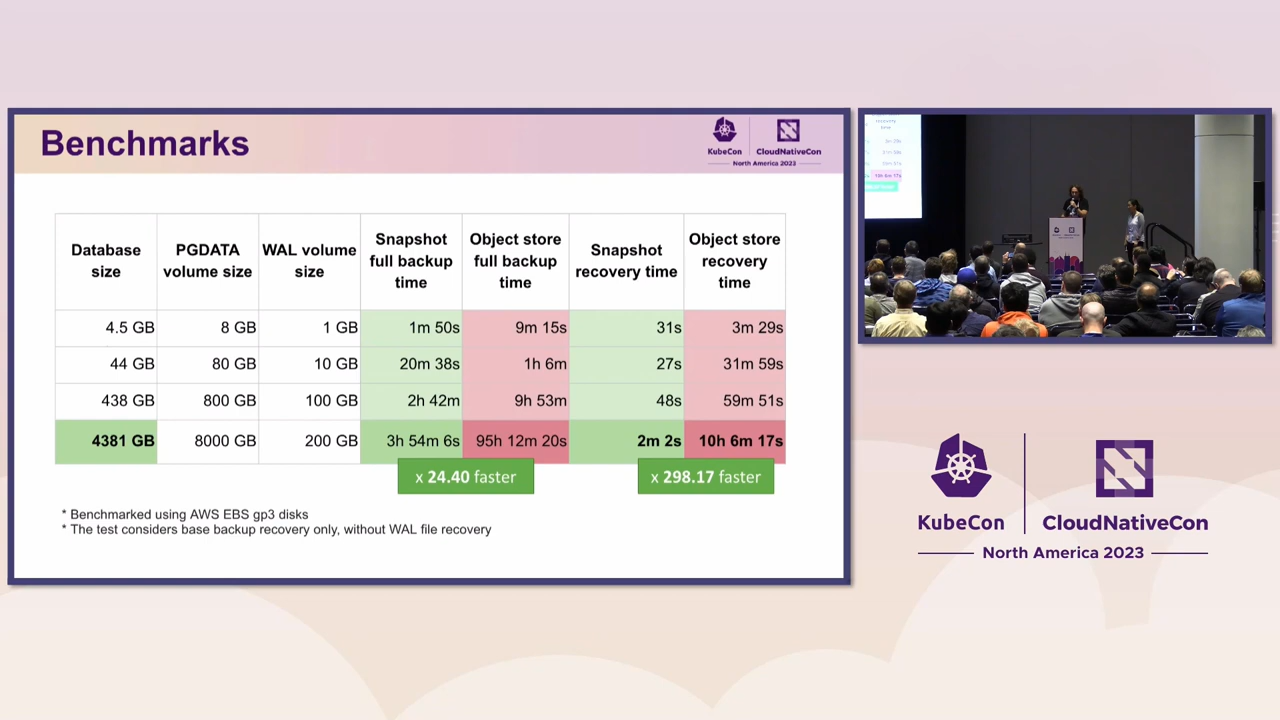 Benchmarks
KubeCon
CloudNativeCon
North America 2023
Database size
PGDATA volume size
WAL volume size
Snapshot full backup time
Object store full backup time
Snapshot recovery time
Object store recovery time
4.5 GB 8 GB 1 GB 1m 50s 9m 15s 31s 3m 29s
44 GB 80 GB 10 GB 20m 38s 1h 6m 27s 31m 59s
438 GB 800 GB 100 GB 2h 42m 9h 53m 48s 59m 51s
4381 GB 8000 GB 200 GB 3h 54m 6s 95h 12m 20s 2m 2s 10h 6m 17s
x 24.40 faster
x 298.17 faster
* Benchmarked using AWS EBS gp3 disks
* The test considers base backup recovery only, without WAL file recovery
recovery
time
10h 6m 17s
KubeCon
CloudNativeCon
North America 2023